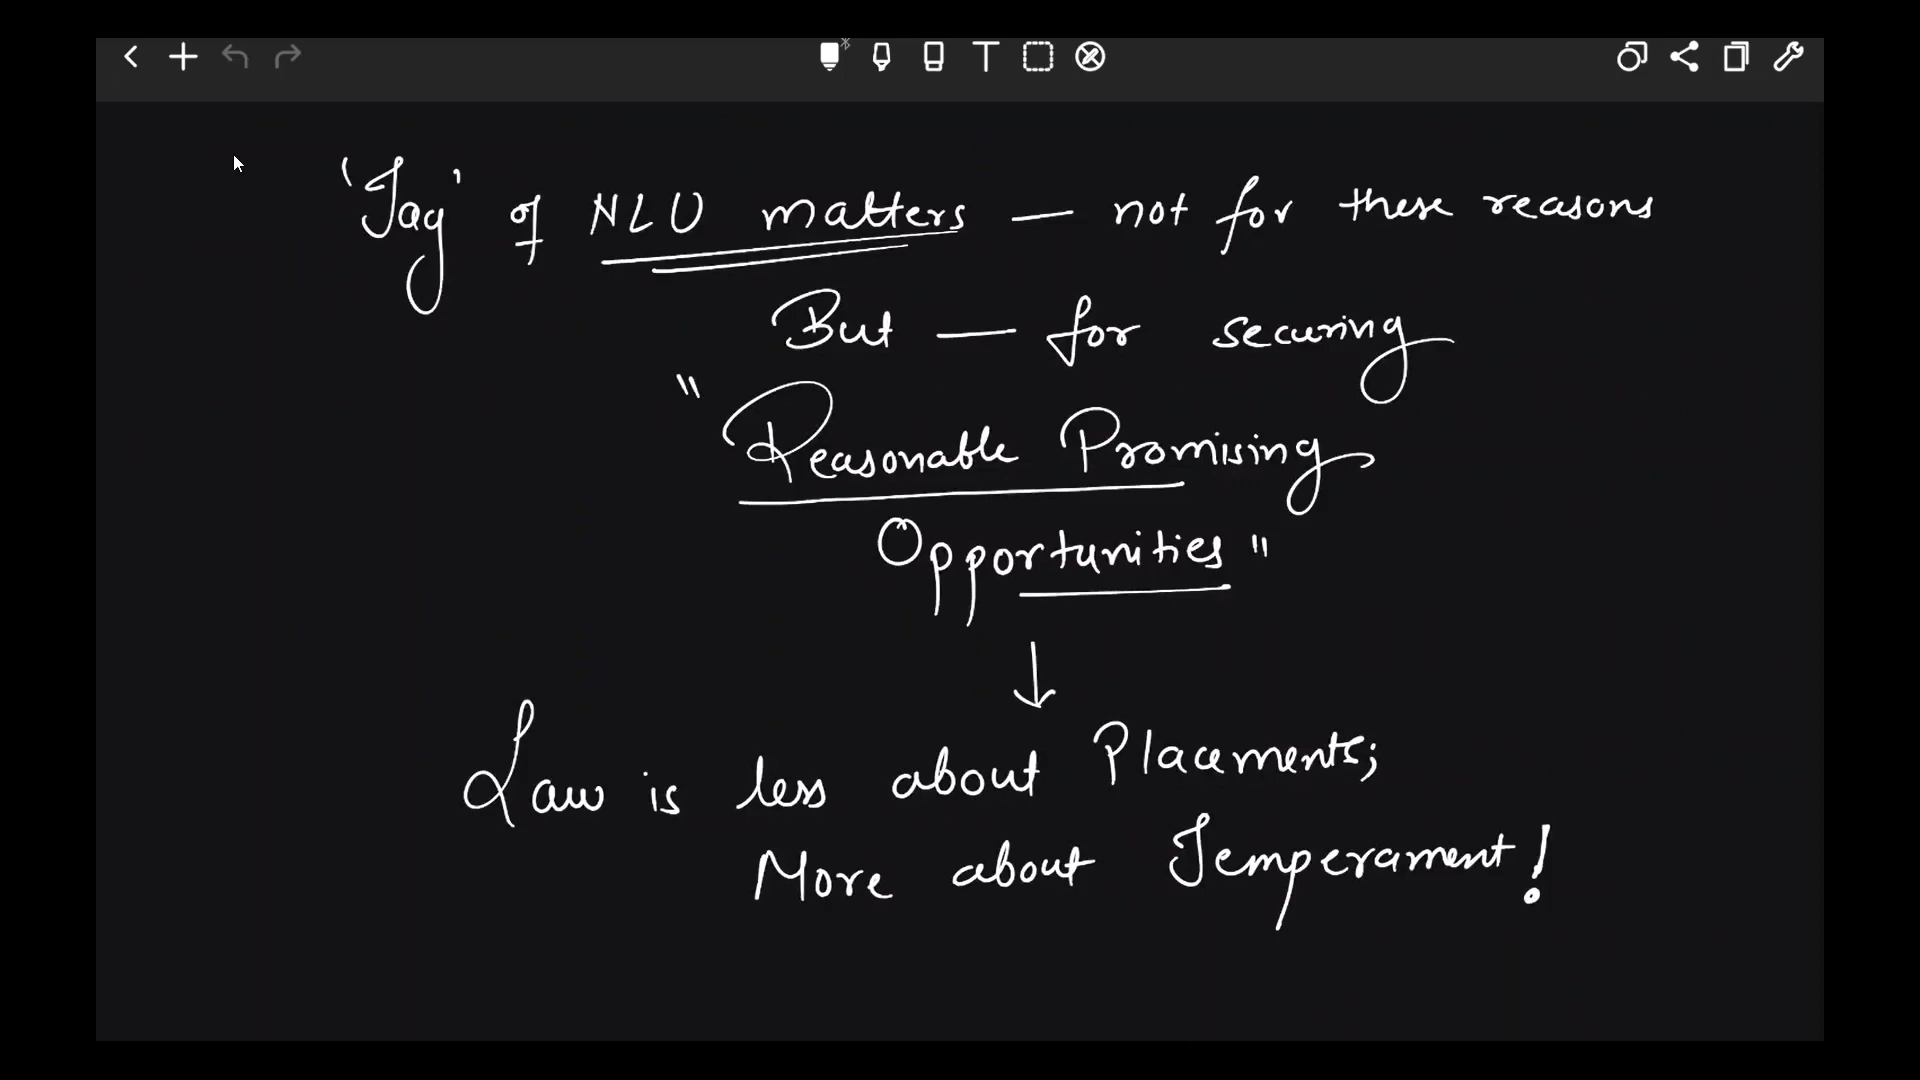 'Tag' of NLU matters — not for these reasons
But — for securing
"Reasonable Promising
Opportunities"
↓
Law is less about Placements;
More about Temperament!